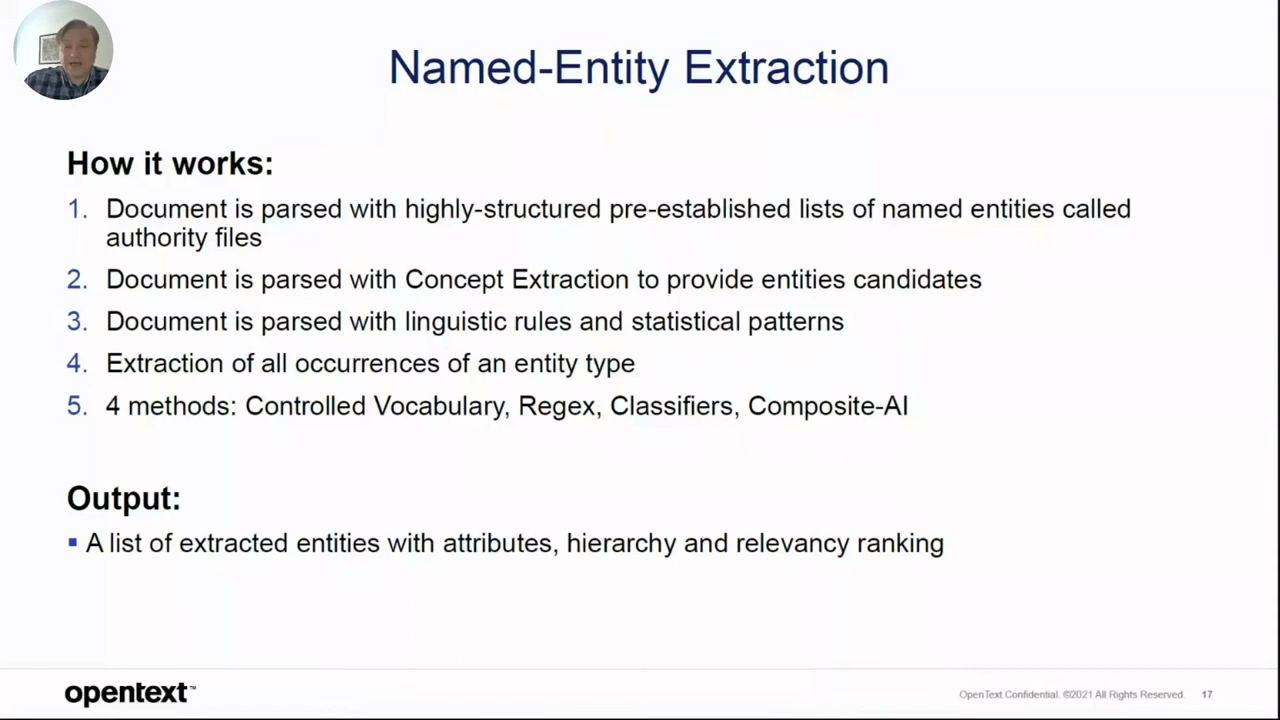 Named-Entity Extraction
How it works:
1. Document is parsed with highly-structured pre-established lists of named entities called
authority files
2. Document is parsed with Concept Extraction to provide entities candidates
3. Document is parsed with linguistic rules and statistical patterns
4. Extraction of all occurrences of an entity type
5. 4 methods: Controlled Vocabulary, Regex, Classifiers, Composite-AI
Output:
▪ A list of extracted entities with attributes, hierarchy and relevancy ranking
opentext™
OpenText Confidential. ©2021 All Rights Reserved. 17